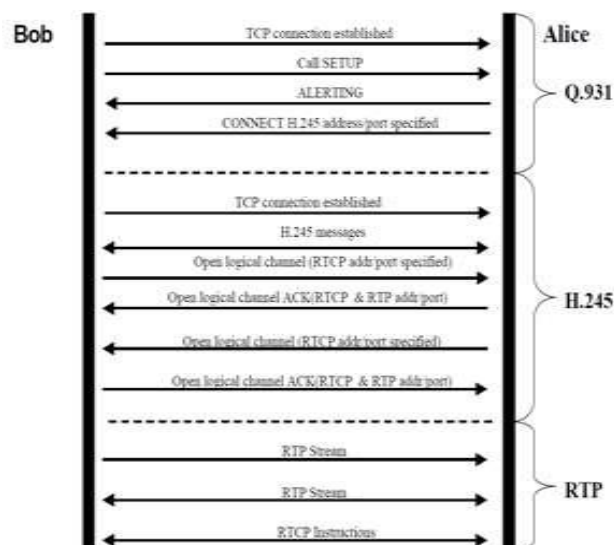 Bob
Alice
TCP connection established
Call SETUP
ALERTING
Q.931
CONNECT H.245 address/port specified
TCP connection established
H.245 messages
Open logical channel (RTCP addr/port specified)
Open logical channel ACK(RTCP & RTP addr/port)
H.245
Open logical channel (RTCP addr/port specified)
Open logical channel ACK(RTCP & RTP addr/port)
RTP Stream
RTP Stream
RTP
RTCP Instructions